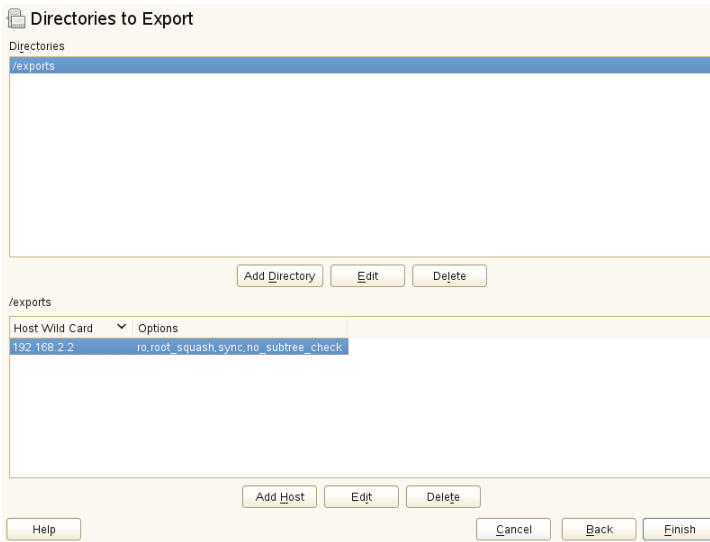 Directories to Export
Directories
/exports
Add Directory Edit Delete
/exports
Host Wild Card Options
192.168.2.2 ro,root_squash,sync,no_subtree_check
Add Host Edit Delete
Help Cancel Back Finish